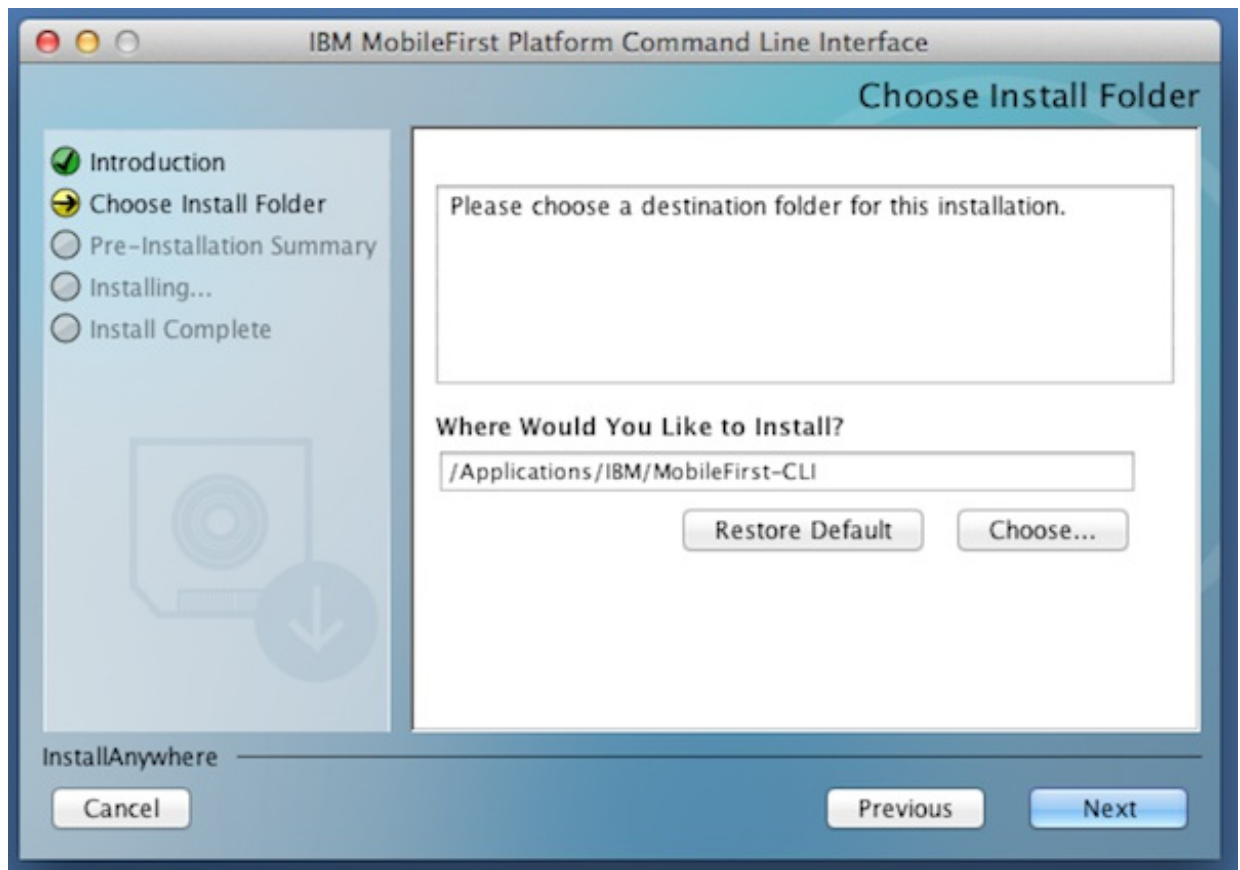 IBM MobileFirst Platform Command Line Interface
Choose Install Folder
Introduction
Choose Install Folder
Pre-Installation Summary
Installing...
Install Complete
Please choose a destination folder for this installation.
Where Would You Like to Install?
/Applications/IBM/MobileFirst-CLI
Restore Default
Choose...
InstallAnywhere
Cancel
Previous
Next